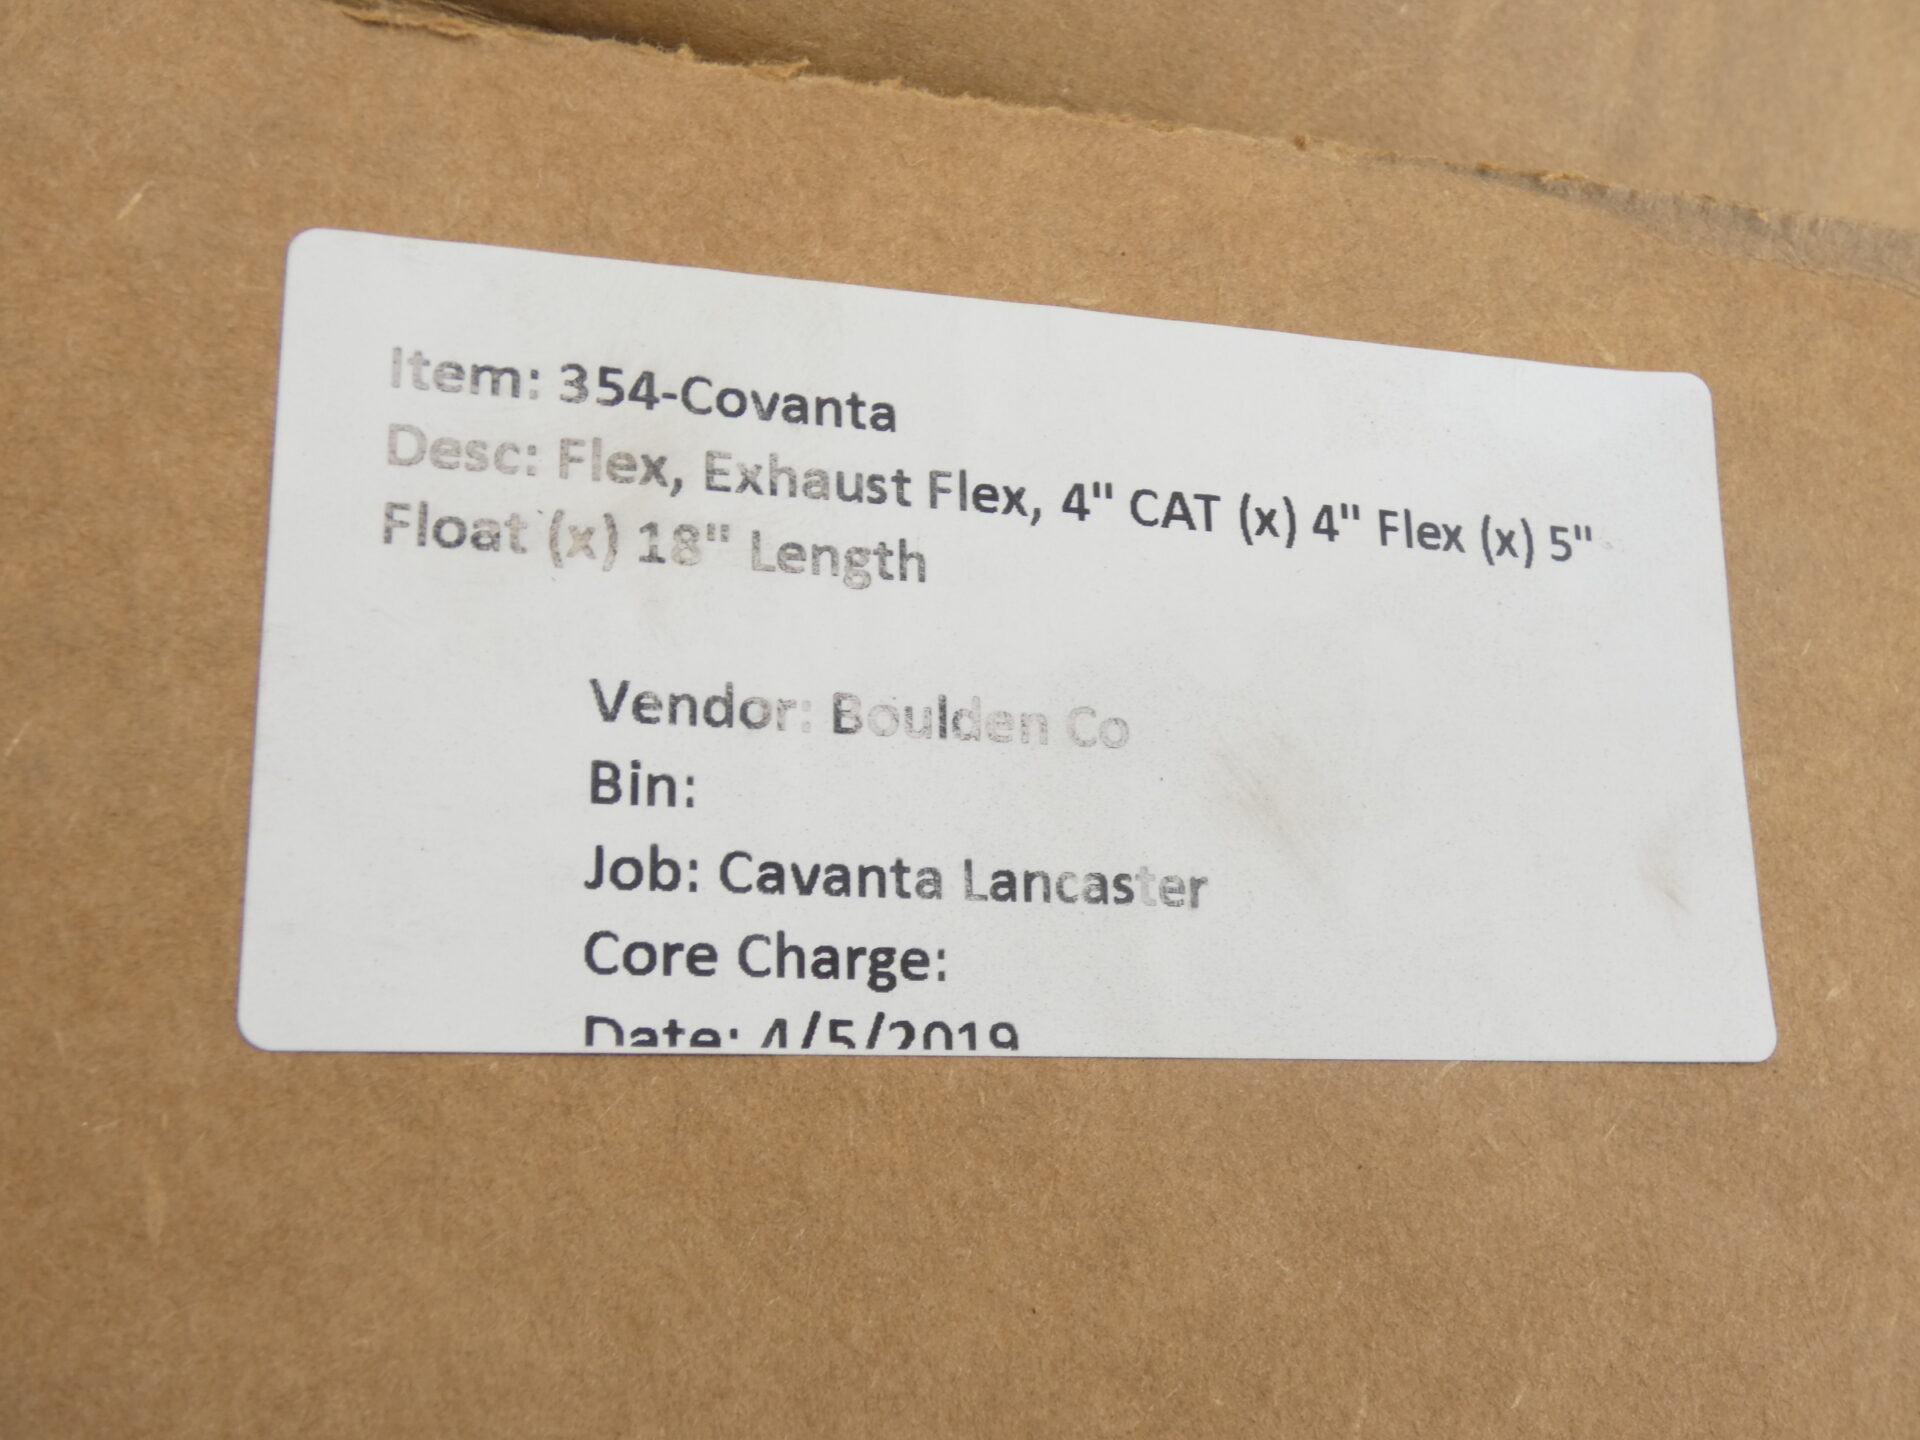 Item: 354-Covanta
Desc: Flex, Exhaust Flex, 4" CAT (x) 4" Flex (x) 5"
Float (x) 18" Length
Vendor: Boulden Co
Bin:
Job: Cavanta Lancaster
Core Charge:
Date: 4/5/2019